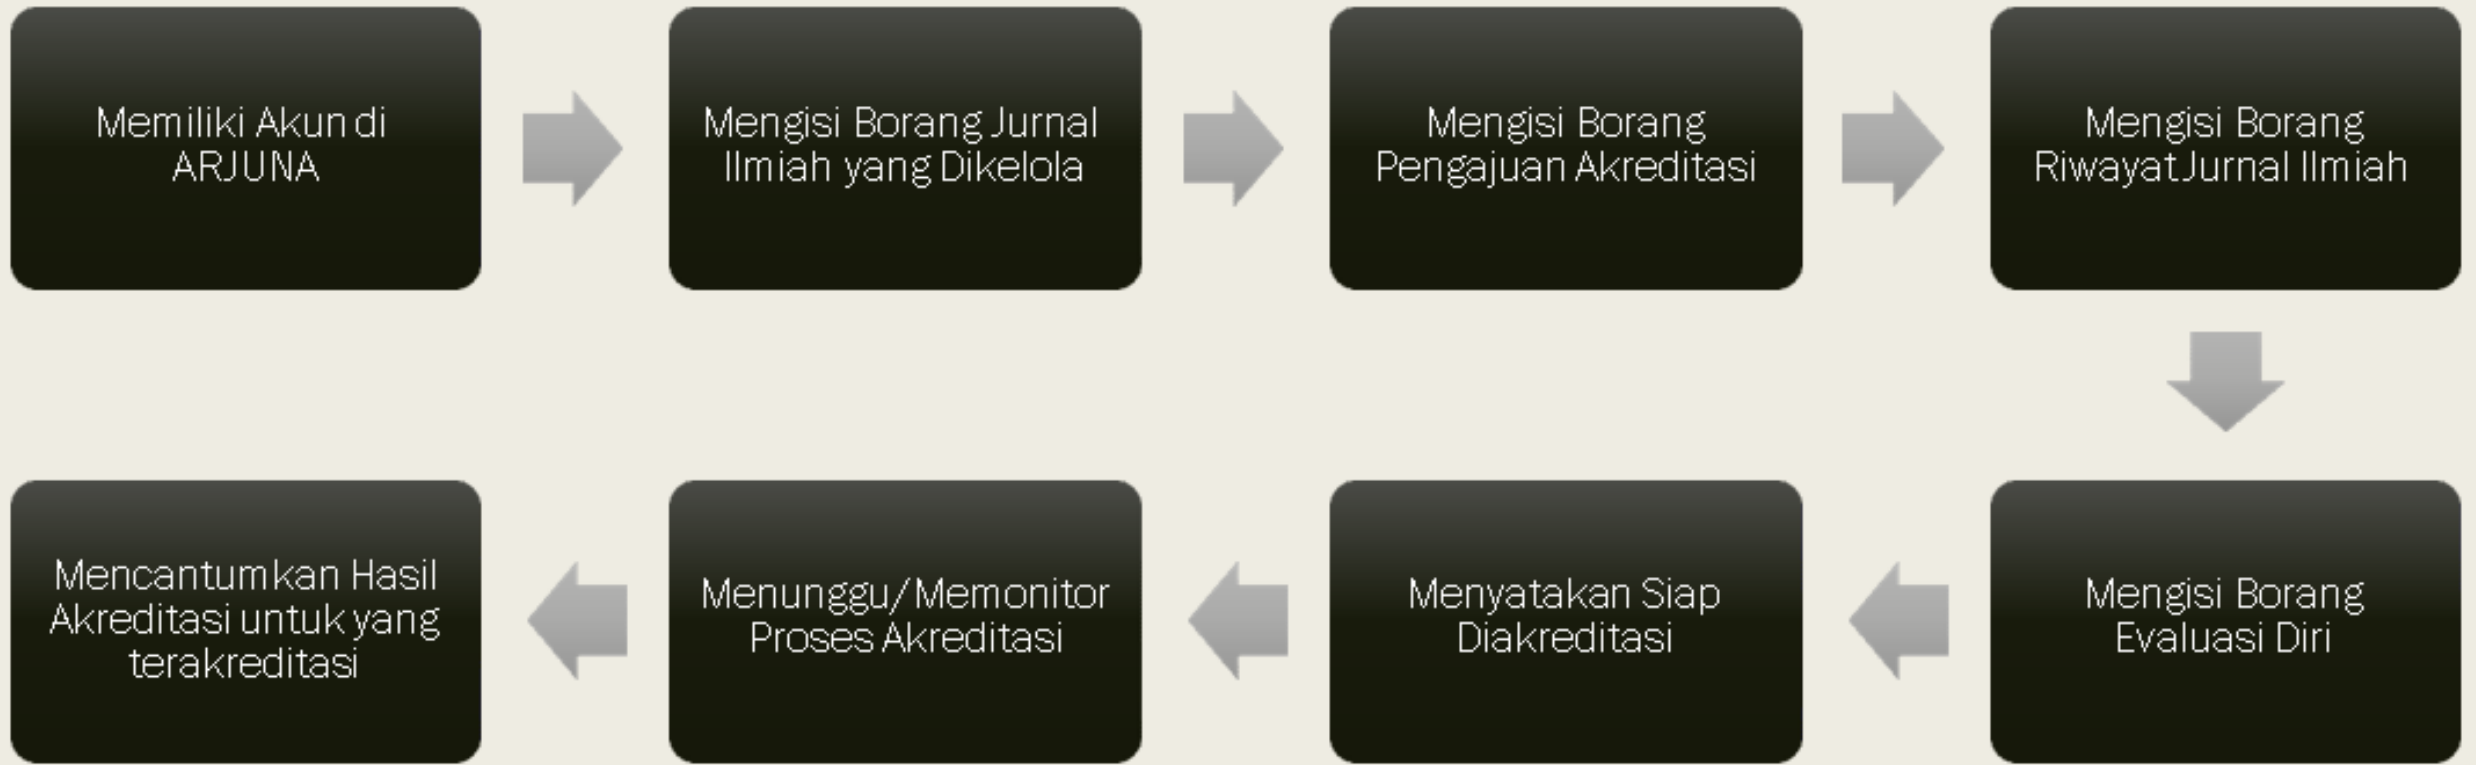 Memiliki Akun di
ARJUNA
Mengisi Borang Jurnal
Ilmiah yang Dikelola
Mengisi Borang
Pengajuan Akreditasi
Mengisi Borang
Riwayat Jurnal Ilmiah
Mengisi Borang
Evaluasi Diri
Menyatakan Siap
Diakreditasi
Menunggu/Memonitor
Proses Akreditasi
Mencantumkan Hasil
Akreditasi untuk yang
terakreditasi